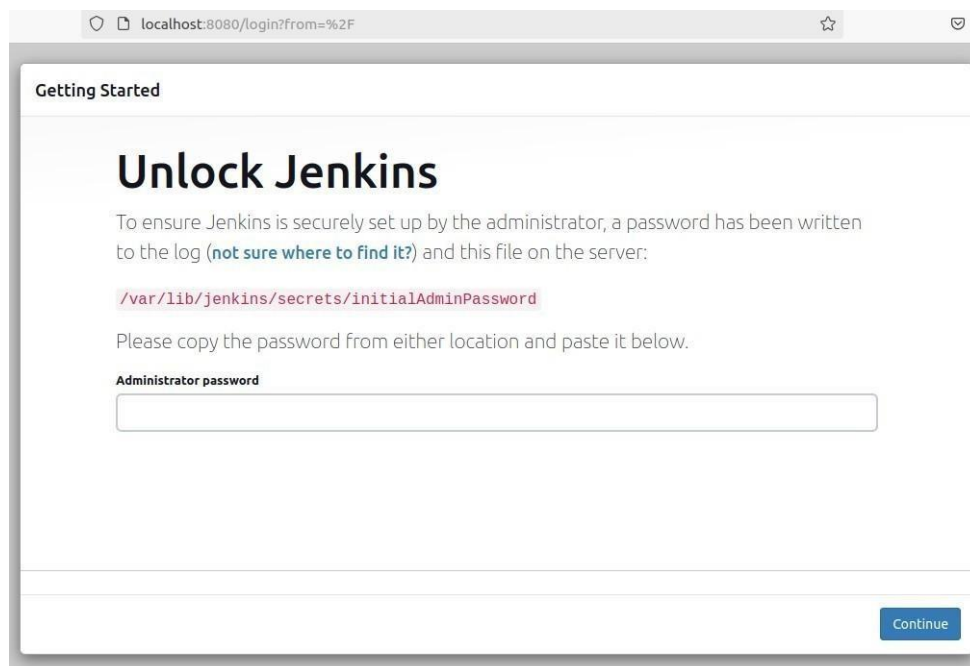 localhost:8080/login?from=%2F
Getting Started
Unlock Jenkins
To ensure Jenkins is securely set up by the administrator, a password has been written
to the log (not sure where to find it?) and this file on the server:
/var/lib/jenkins/secrets/initialAdminPassword
Please copy the password from either location and paste it below.
Administrator password
Continue